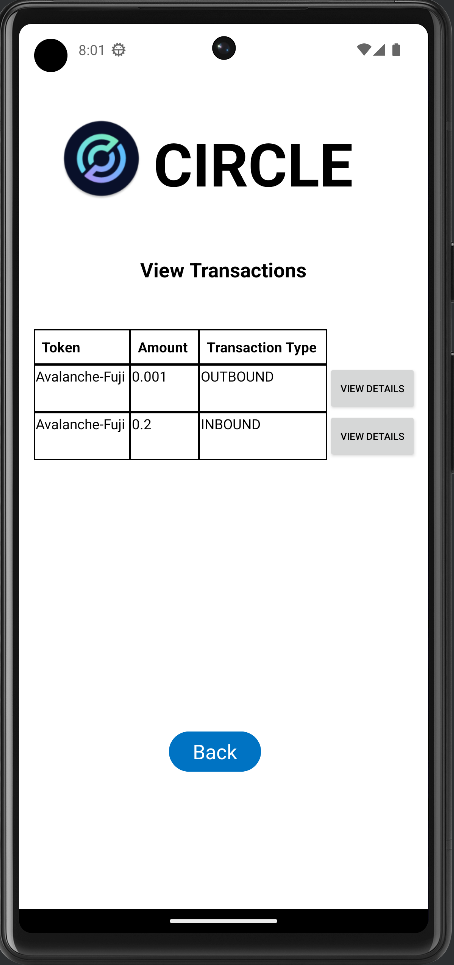 8:01
CIRCLE
View Transactions
Token Amount Transaction Type
Avalanche-Fuji 0.001 OUTBOUND VIEW DETAILS
Avalanche-Fuji 0.2 INBOUND VIEW DETAILS
Back